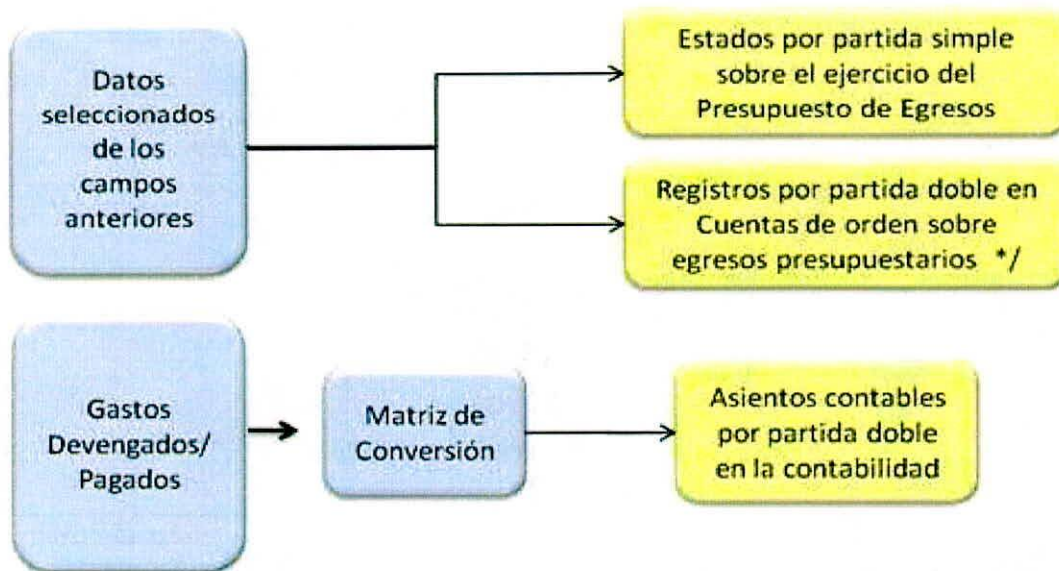 Datos
seleccionados
de los
campos
anteriores
Estados por partida simple
sobre el ejercicio del
Presupuesto de Egresos
Registros por partida doble en
Cuentas de orden sobre
egresos presupuestarios */
Gastos
Devengados/
Pagados
Matriz de
Conversión
Asientos contables
por partida doble
en la contabilidad